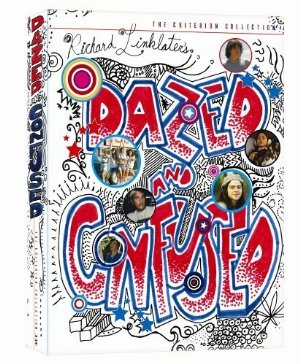 THE CRITERION COLLECTION
Richard Linklater's
DAZED
AND
CONFUSED
DAZED AND CONFUSED